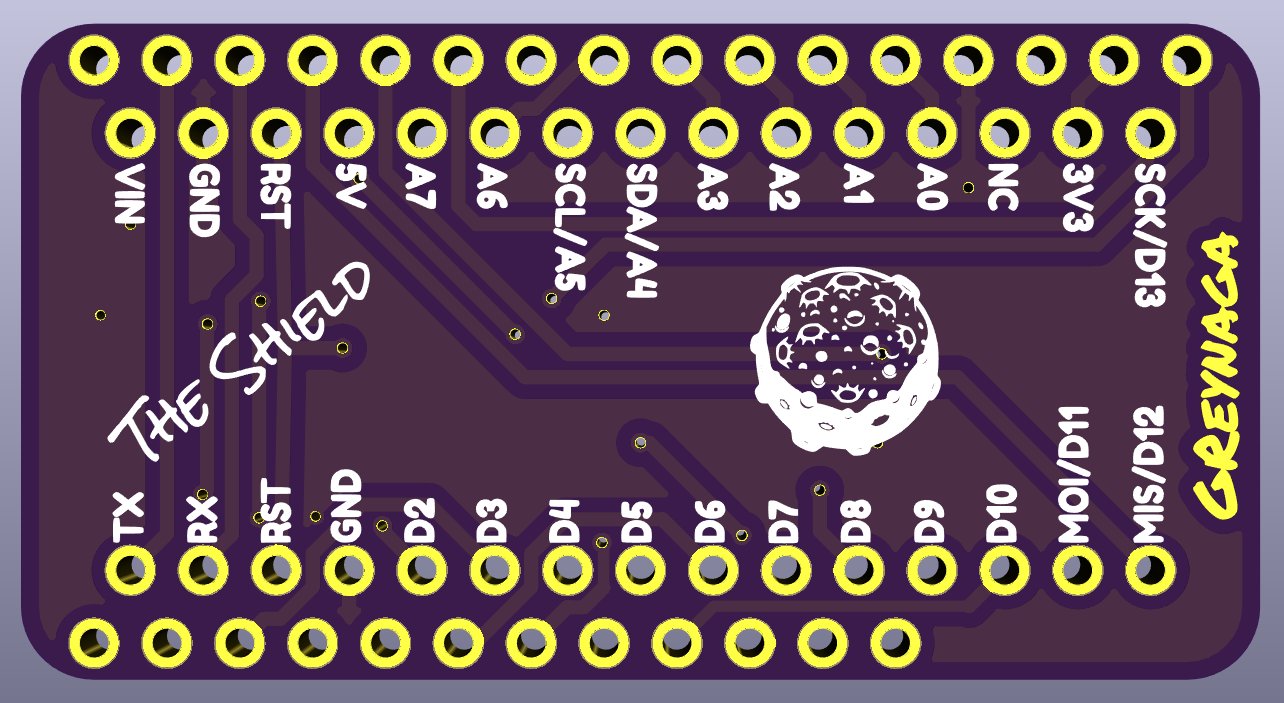 VIN GND RST 5V A7 A6 SCL/A5 SDA/A4 A3 A2 A1 A0 NC 3V3 SCK/D13
THE SHIELD
GREYNAGA
TX RX RST GND D2 D3 D4 D5 D6 D7 D8 D9 D10 MOI/D11 MIS/D12